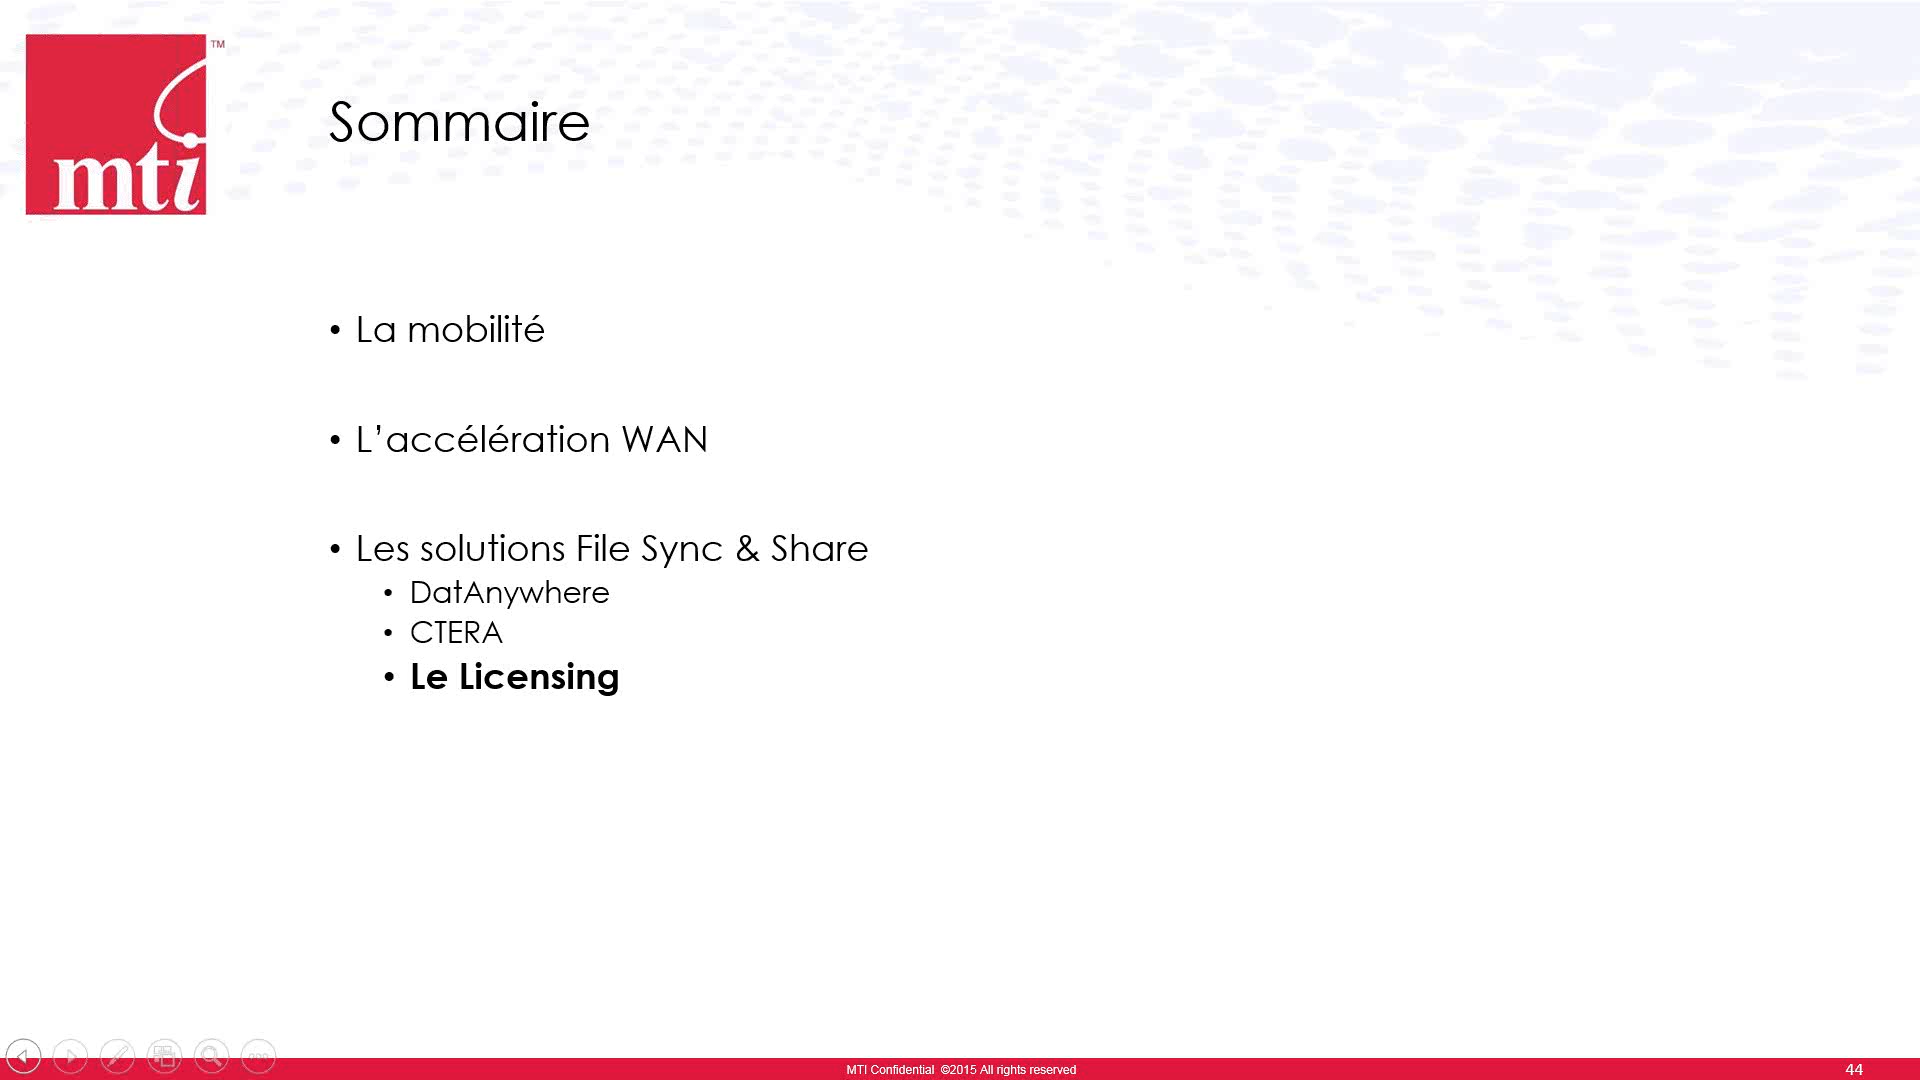 mti
TM
Sommaire
• La mobilité
• L’accélération WAN
• Les solutions File Sync & Share
• DatAnywhere
• CTERA
• Le Licensing
MTI Confidential ©2015 All rights reserved
44